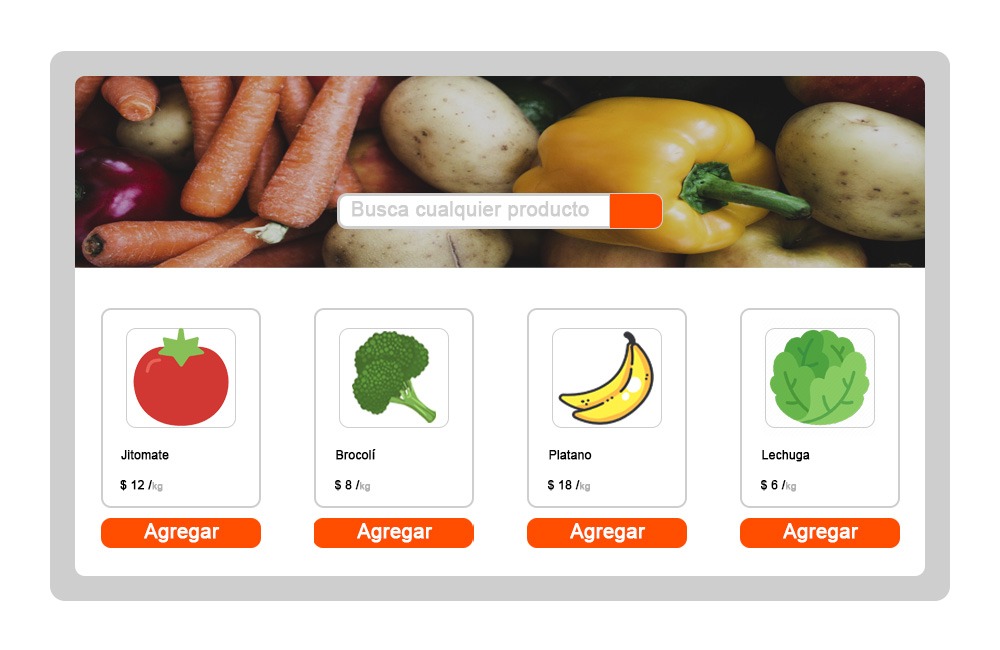 Busca cualquier producto
Jitomate
$ 12 /kg
Agregar
Brocolí
$ 8 /kg
Agregar
Platano
$ 18 /kg
Agregar
Lechuga
$ 6 /kg
Agregar